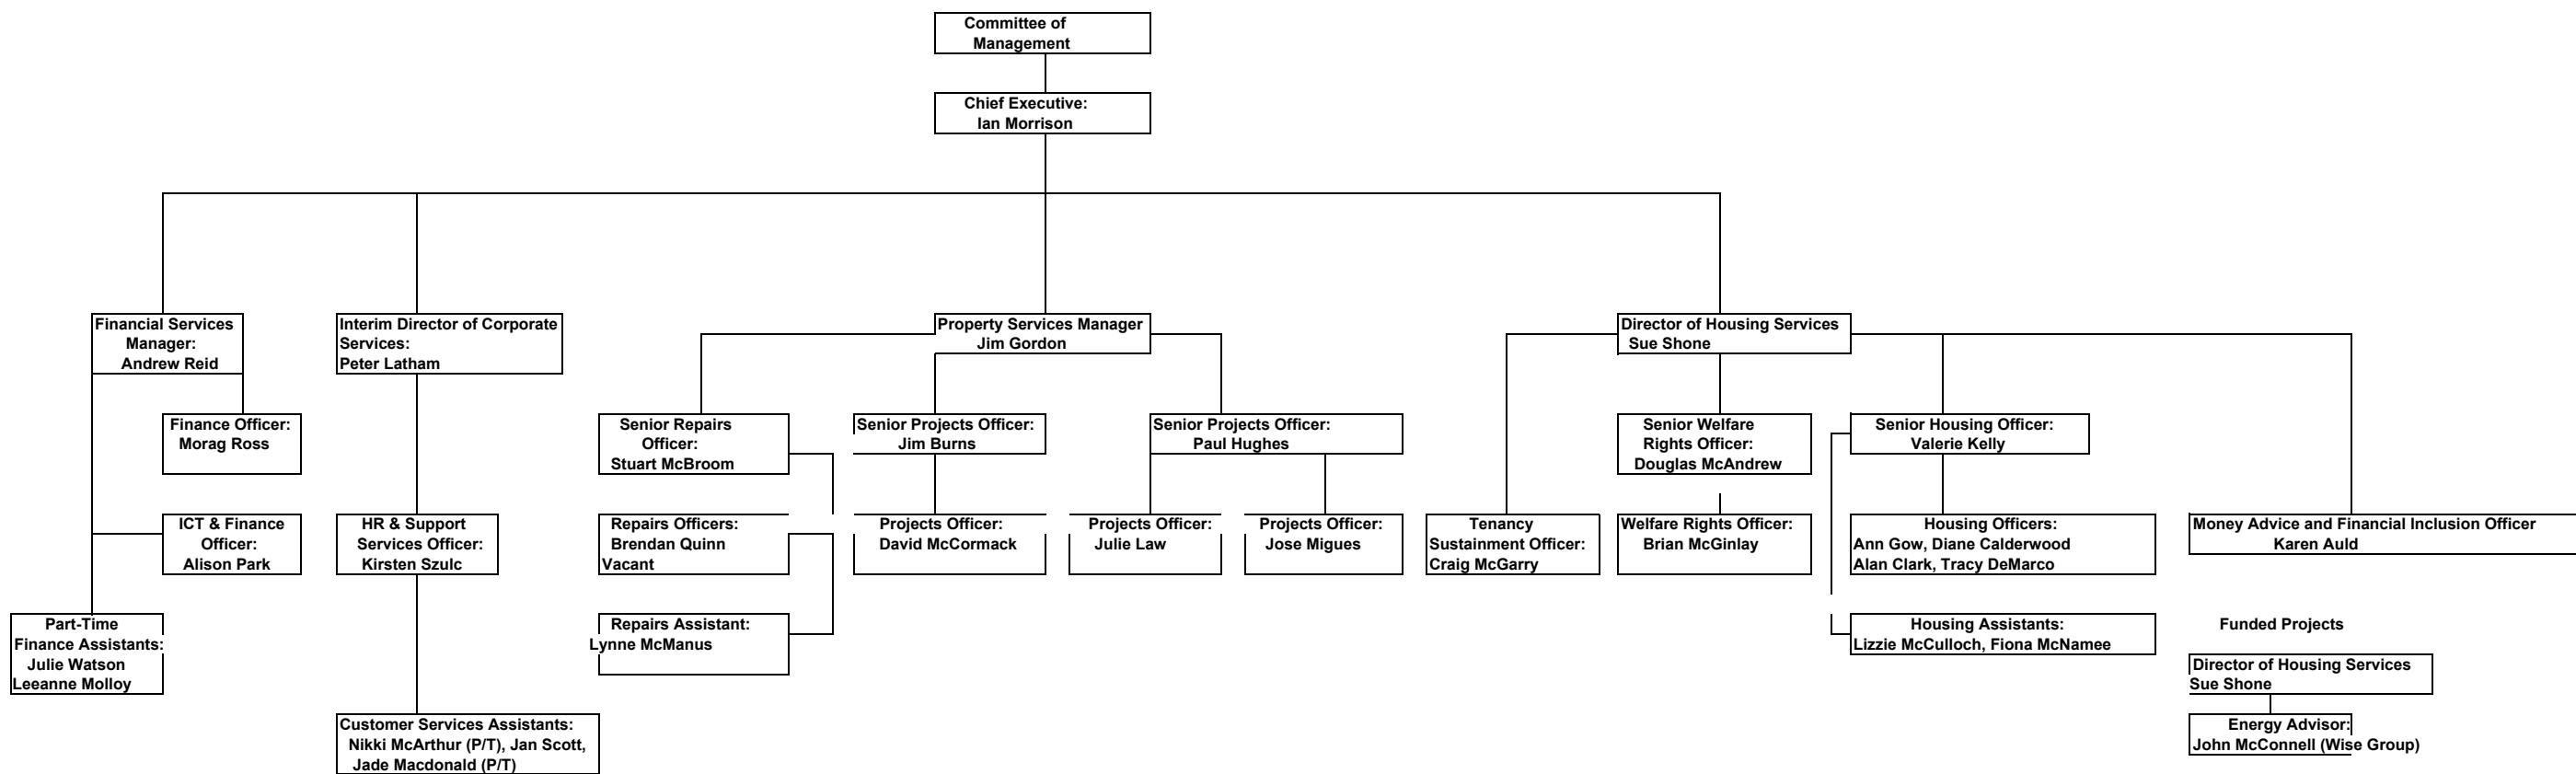 Committee of
Management
Chief Executive:
Ian Morrison
Financial Services
Manager:
Andrew Reid
Interim Director of Corporate
Services:
Peter Latham
Property Services Manager
Jim Gordon
Director of Housing Services
Sue Shone
Finance Officer:
Morag Ross
Senior Repairs
Officer:
Stuart McBroom
Senior Projects Officer:
Jim Burns
Senior Projects Officer:
Paul Hughes
Senior Welfare
Rights Officer:
Douglas McAndrew
Senior Housing Officer:
Valerie Kelly
ICT & Finance
Officer:
Alison Park
HR & Support
Services Officer:
Kirsten Szulc
Repairs Officers:
Brendan Quinn
Vacant
Projects Officer:
David McCormack
Projects Officer:
Julie Law
Projects Officer:
Jose Migues
Tenancy
Sustainment Officer:
Craig McGarry
Welfare Rights Officer:
Brian McGinlay
Housing Officers:
Ann Gow, Diane Calderwood
Alan Clark, Tracy DeMarco
Money Advice and Financial Inclusion Officer
Karen Auld
Part-Time
Finance Assistants:
Julie Watson
Leeanne Molloy
Repairs Assistant:
Lynne McManus
Housing Assistants:
Lizzie McCulloch, Fiona McNamee
Funded Projects
Director of Housing Services
Sue Shone
Customer Services Assistants:
Nikki McArthur (P/T), Jan Scott,
Jade Macdonald (P/T)
Energy Advisor:
John McConnell (Wise Group)